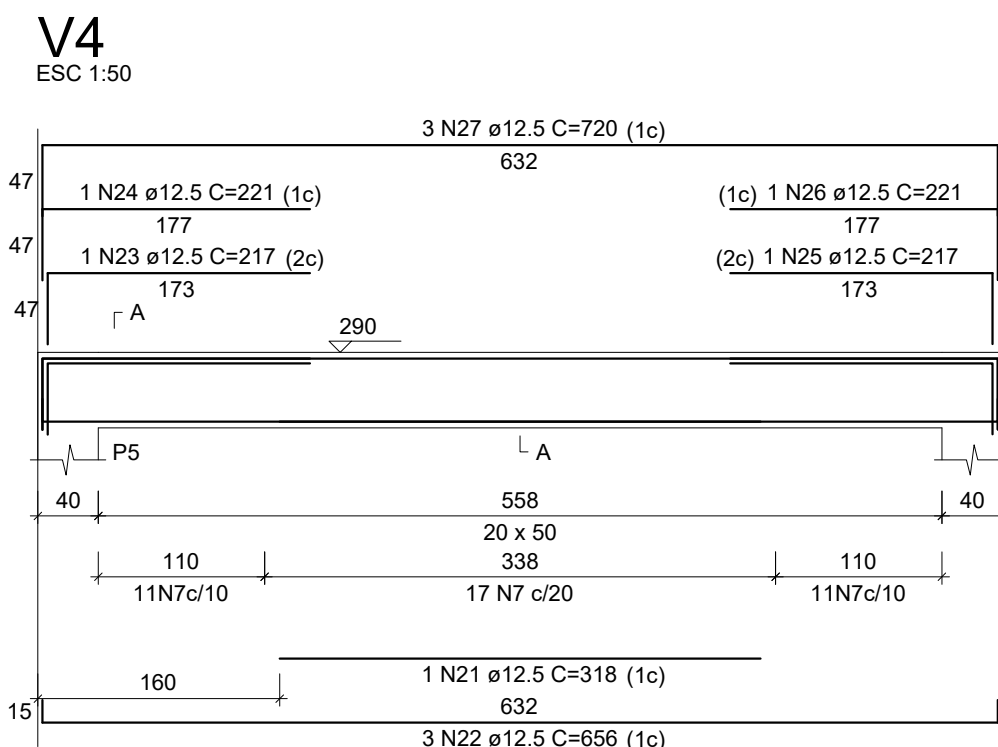 V4
ESC 1:50
3 N27 ø12.5 C=720 (1c)
632
47
1 N24 ø12.5 C=221 (1c)
(1c) 1 N26 ø12.5 C=221
177
177
47
1 N23 ø12.5 C=217 (2c)
(2c) 1 N25 ø12.5 C=217
173
173
47
A
290
P5
A
40
558
40
20 x 50
110
338
110
11N7c/10
17 N7 c/20
11N7c/10
1 N21 ø12.5 C=318 (1c)
160
632
15
3 N22 ø12.5 C=656 (1c)